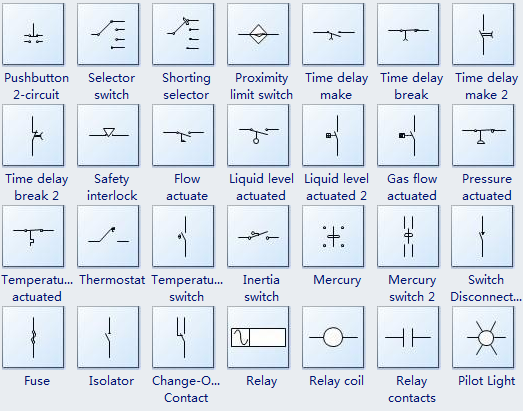 Pushbutton 2-circuit
Selector switch
Shorting selector
Proximity limit switch
Time delay make
Time delay break
Time delay make 2
Time delay break 2
Safety interlock
Flow actuate
Liquid level actuated
Liquid level actuated 2
Gas flow actuated
Pressure actuated
Temperatu... actuated
Thermostat
Temperatu... switch
Inertia switch
Mercury
Mercury switch 2
Switch Disconnect...
Fuse
Isolator
Change-O... Contact
Relay
Relay coil
Relay contacts
Pilot Light